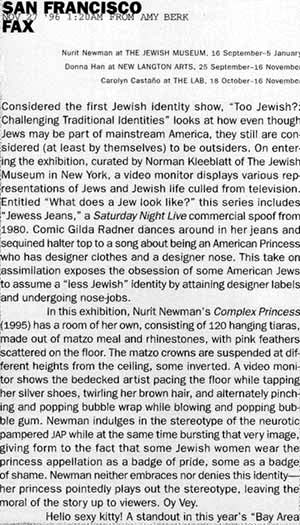 SAN FRANCISCO
FAX
NOV 27 '96 1:20AM FROM AMY BERK
Nurit Newman at THE JEWISH MUSEUM, 16 September–5 January
Donna Han at NEW LANGTON ARTS, 25 September–16 November
Carolyn Castaño at THE LAB, 18 October–16 November
Considered the first Jewish identity show, "Too Jewish?:
Challenging Traditional Identities" looks at how even though
Jews may be part of mainstream America, they still are con-
sidered (at least by themselves) to be outsiders. On enter-
ing the exhibition, curated by Norman Kleeblatt of The Jewish
Museum in New York, a video monitor displays various rep-
resentations of Jews and Jewish life culled from television.
Entitled "What does a Jew look like?" this series includes
"Jewess Jeans," a Saturday Night Live commercial spoof from
1980. Comic Gilda Radner dances around in her jeans and
sequined halter top to a song about being an American Princess
who has designer clothes and a designer nose. This take on
assimilation exposes the obsession of some American Jews
to assume a "less Jewish" identity by attaining designer labels
and undergoing nose-jobs.
In this exhibition, Nurit Newman's Complex Princess
(1995) has a room of her own, consisting of 120 hanging tiaras,
made out of matzo meal and rhinestones, with pink feathers
scattered on the floor. The matzo crowns are suspended at dif-
ferent heights from the ceiling, some inverted. A video moni-
tor shows the bedecked artist pacing the floor while tapping
her silver shoes, twirling her brown hair, and alternately pinch-
ing and popping bubble wrap while blowing and popping bub-
ble gum. Newman indulges in the stereotype of the neurotic
pampered JAP while at the same time bursting that very image,
giving form to the fact that some Jewish women wear the
princess appellation as a badge of pride, some as a badge
of shame. Newman neither embraces nor denies this identity—
her princess pointedly plays out the stereotype, leaving the
moral of the story up to viewers. Oy Vey.
Hello sexy kitty! A standout in this year's "Bay Area